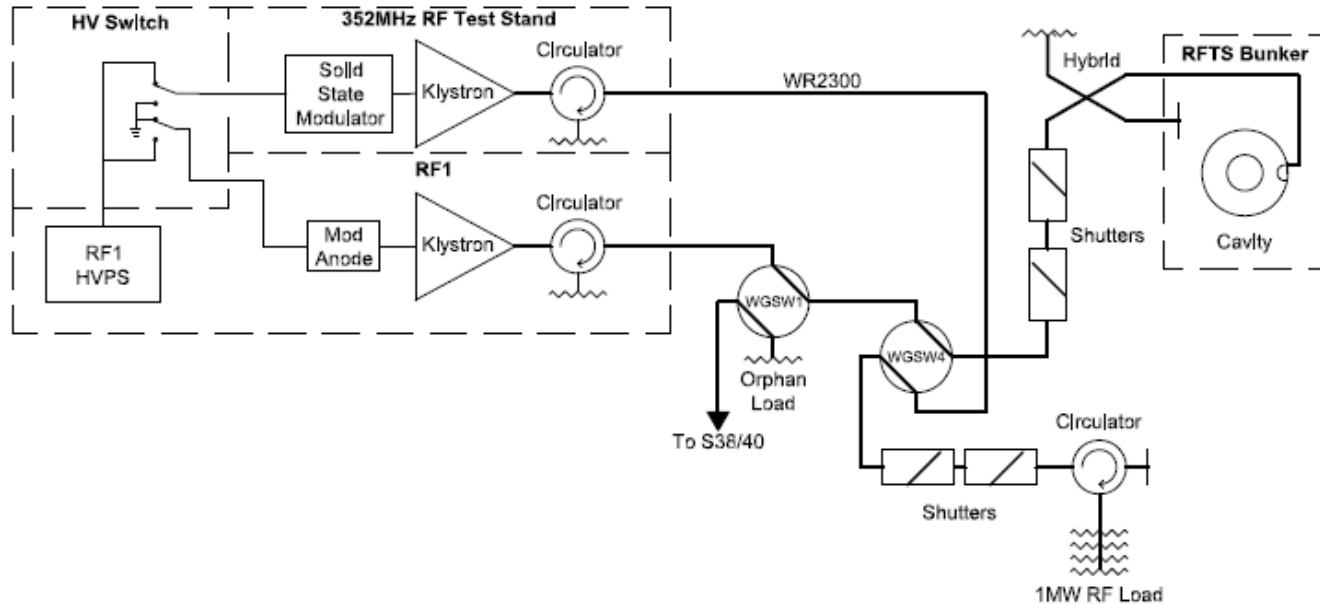 HV Switch
352MHz RF Test Stand
Circulator
Solid
State
Modulator
Klystron
WR2300
Hybrid
RFTS Bunker
Shutters
Cavity
RF1
Circulator
RF1
HVPS
Mod
Anode
Klystron
WGSW1
WGSW4
Orphan
Load
To S38/40
Circulator
Shutters
1MW RF Load